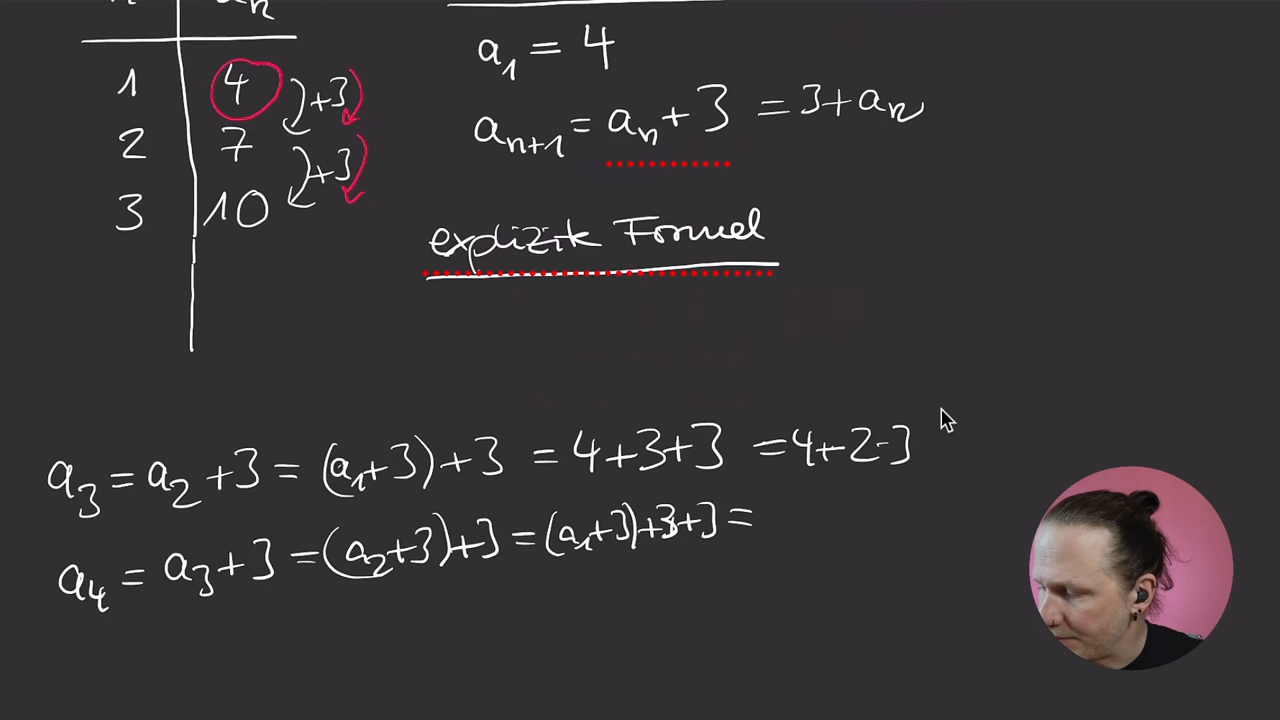 n aₙ
1 4 +3
2 7 +3
3 10
a₁ = 4
aₙ₊₁ = aₙ + 3 = 3 + aₙ
explizite Formel
a₃ = a₂ + 3 = (a₁ + 3) + 3 = 4 + 3 + 3 = 4 + 2 · 3
a₄ = a₃ + 3 = (a₂ + 3) + 3 = (a₁ + 3) + 3 + 3 =